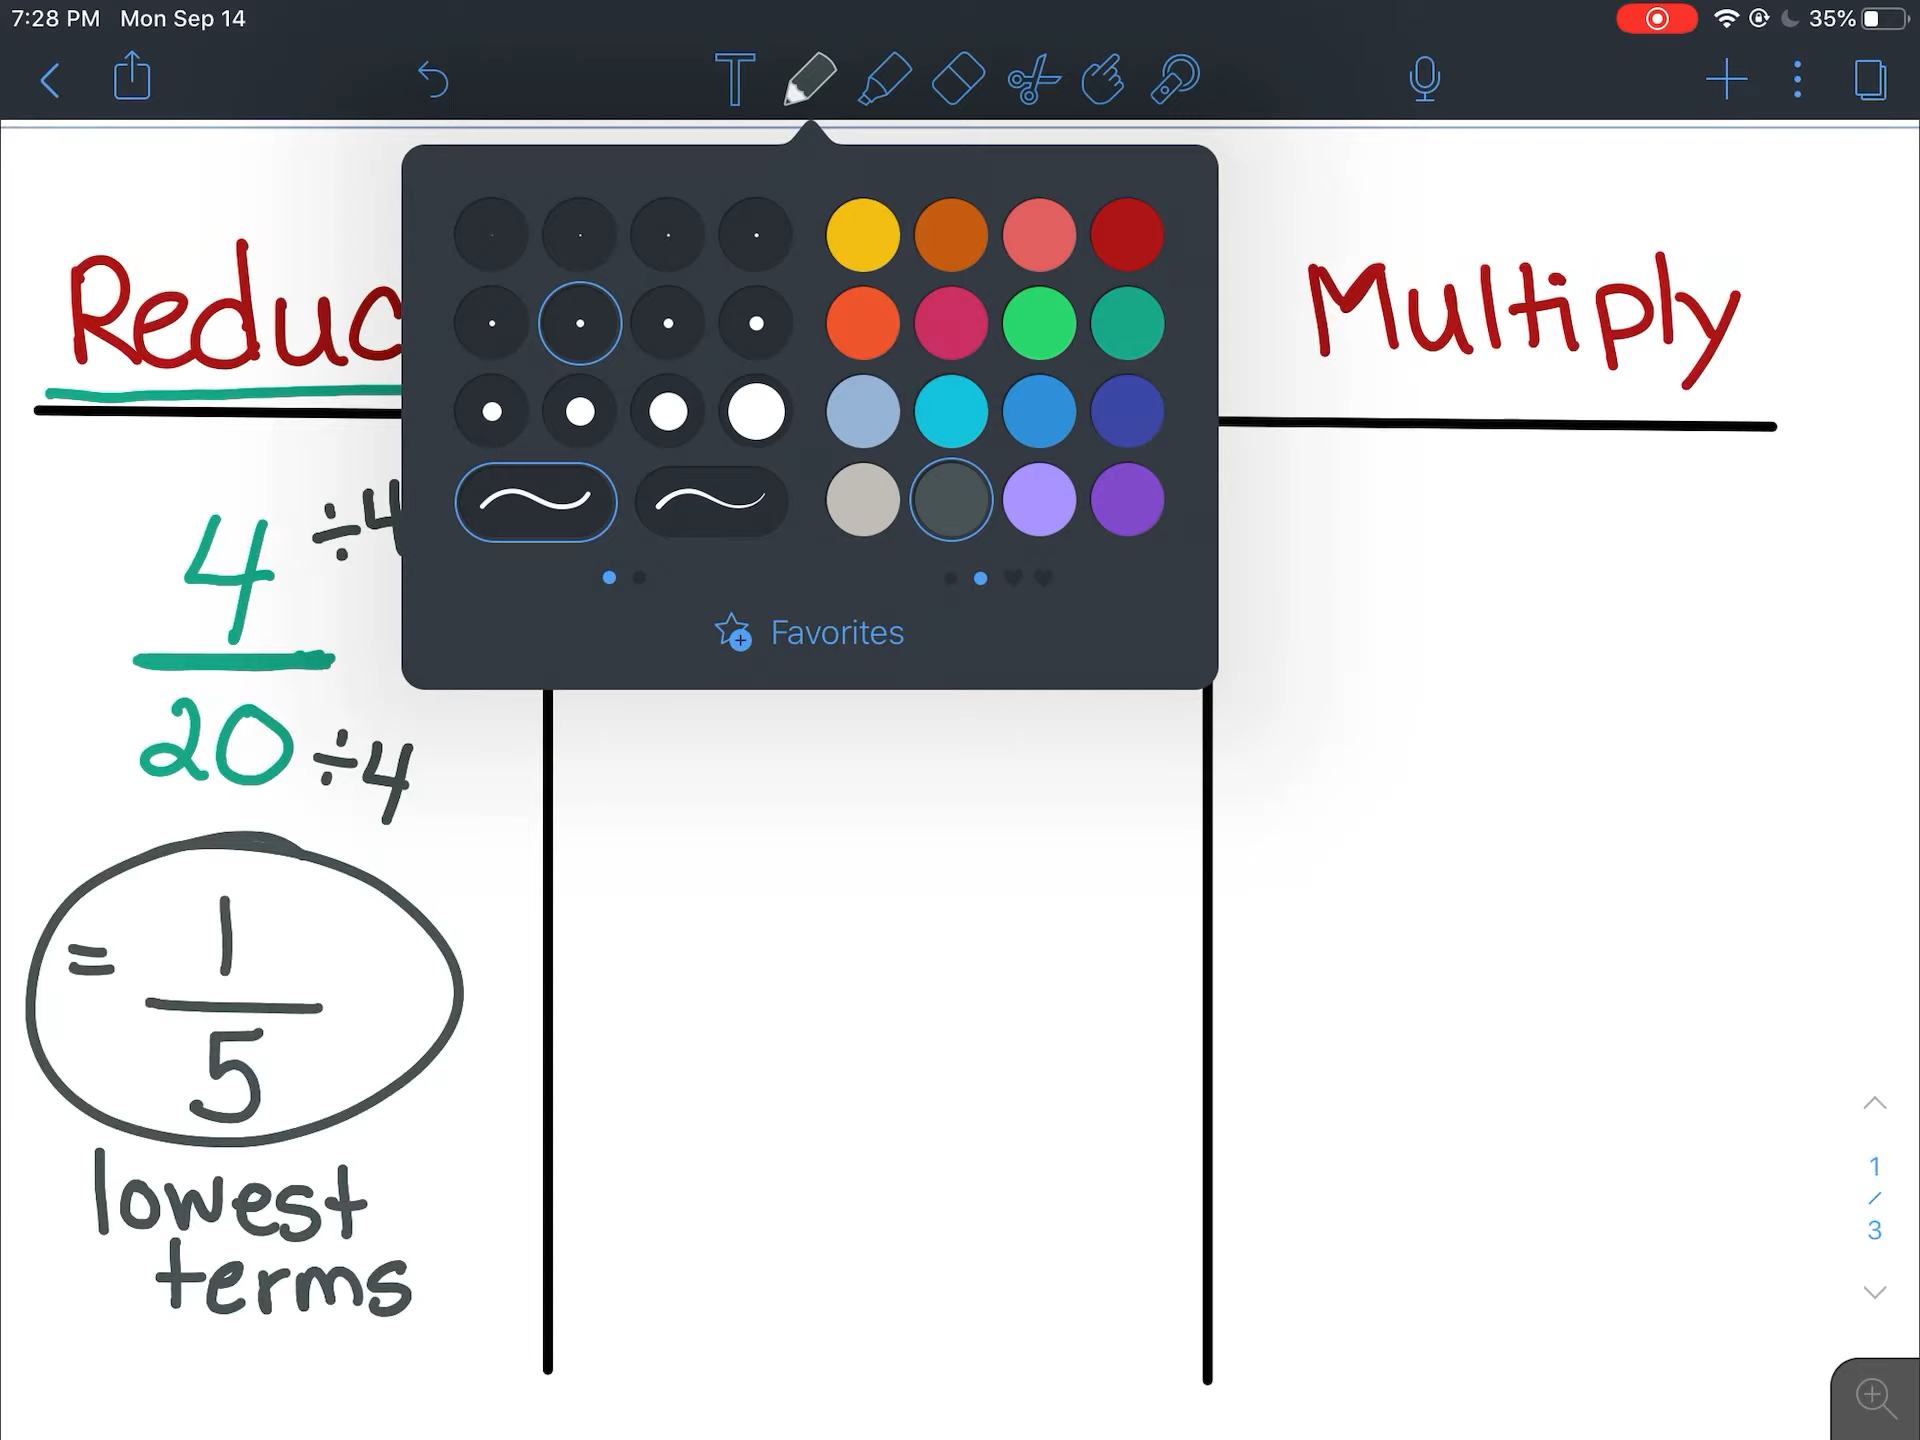 7:28 PM Mon Sep 14
35%
T
Reduc
Multiply
Favorites
4 ÷4
20 ÷4
= 1
5
lowest
terms
1
/
3